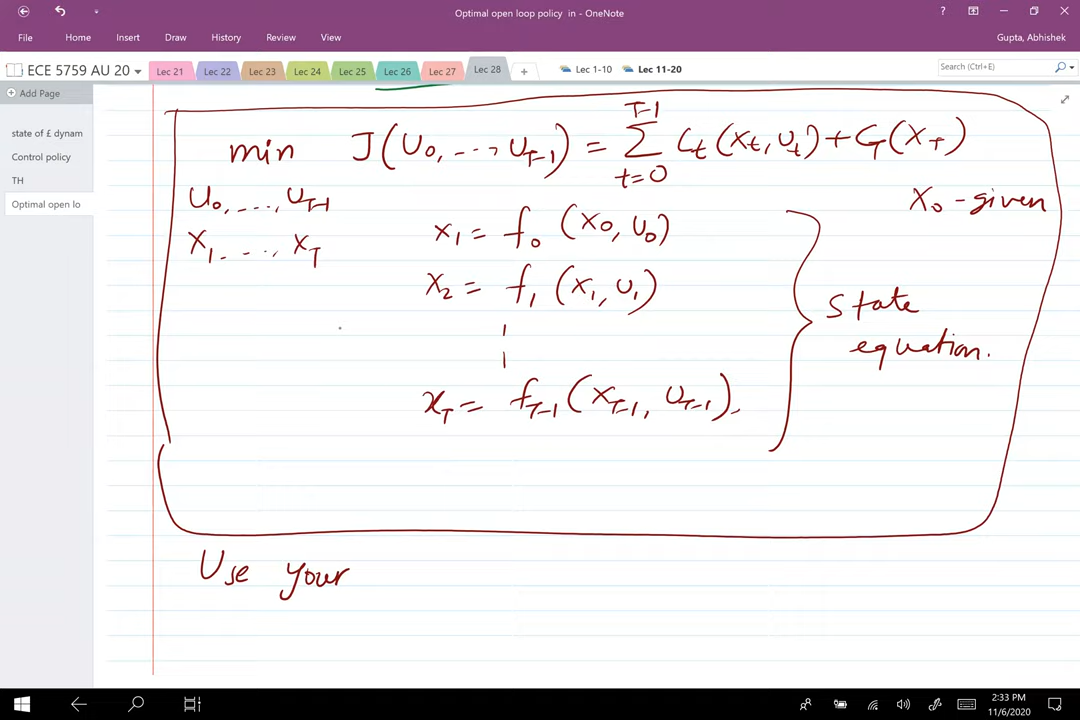 Optimal open loop policy in - OneNote
Gupta, Abhishek
File Home Insert Draw History Review View
ECE 5759 AU 20 Lec 21 Lec 22 Lec 23 Lec 24 Lec 25 Lec 26 Lec 27 Lec 28 Lec 1-10 Lec 11-20 Search (Ctrl+E)
Add Page
state of £ dynam
Control policy
TH
Optimal open lo
min J(U0, ..., UT-1) = ∑ t=0 T-1 Ct(Xt, Ut) + CT(XT)
U0, ..., UT-1
X0 - given
X1, ..., XT
X1 = f0 (X0, U0)
X2 = f1 (X1, U1)
State
equation.
XT = fT-1 (XT-1, UT-1).
Use your
2:33 PM
11/6/2020